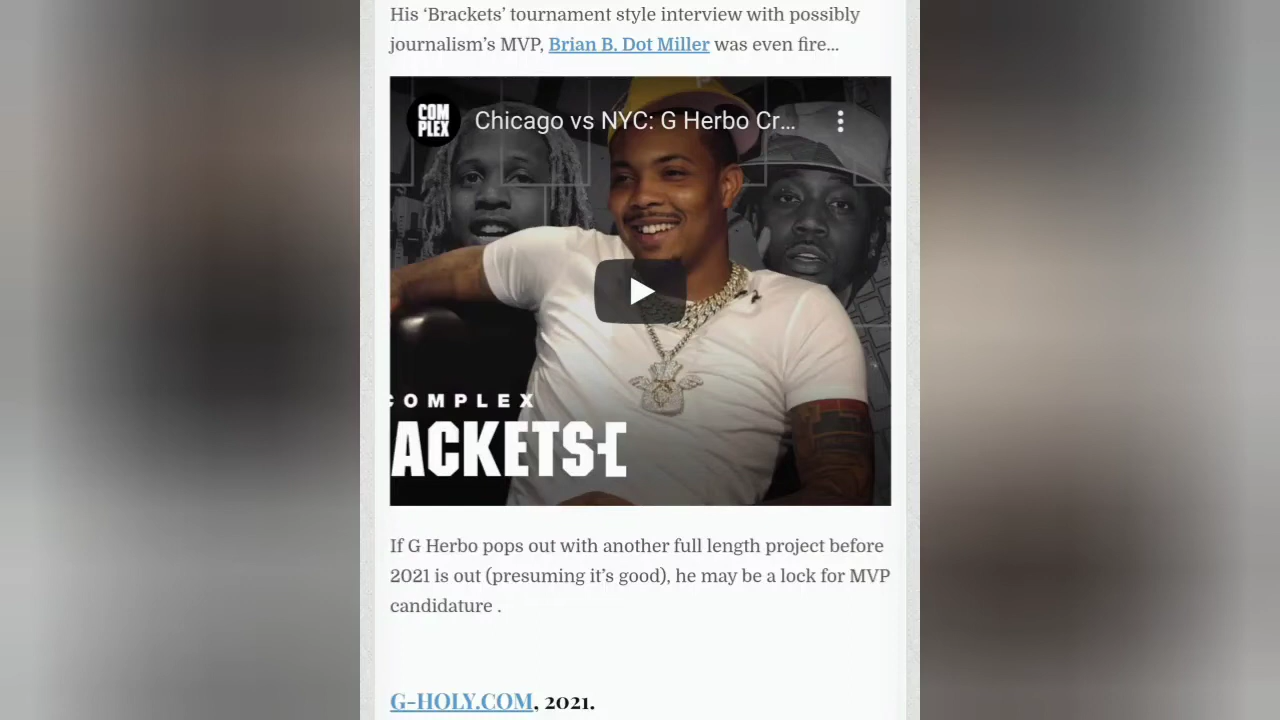 His ‘Brackets’ tournament style interview with possibly
journalism’s MVP, Brian B. Dot Miller was even fire...
COM
PLEX
Chicago vs NYC: G Herbo Cr...
COMPLEX
ACKETS
If G Herbo pops out with another full length project before
2021 is out (presuming it’s good), he may be a lock for MVP
candidature .
G-HOLY.COM, 2021.